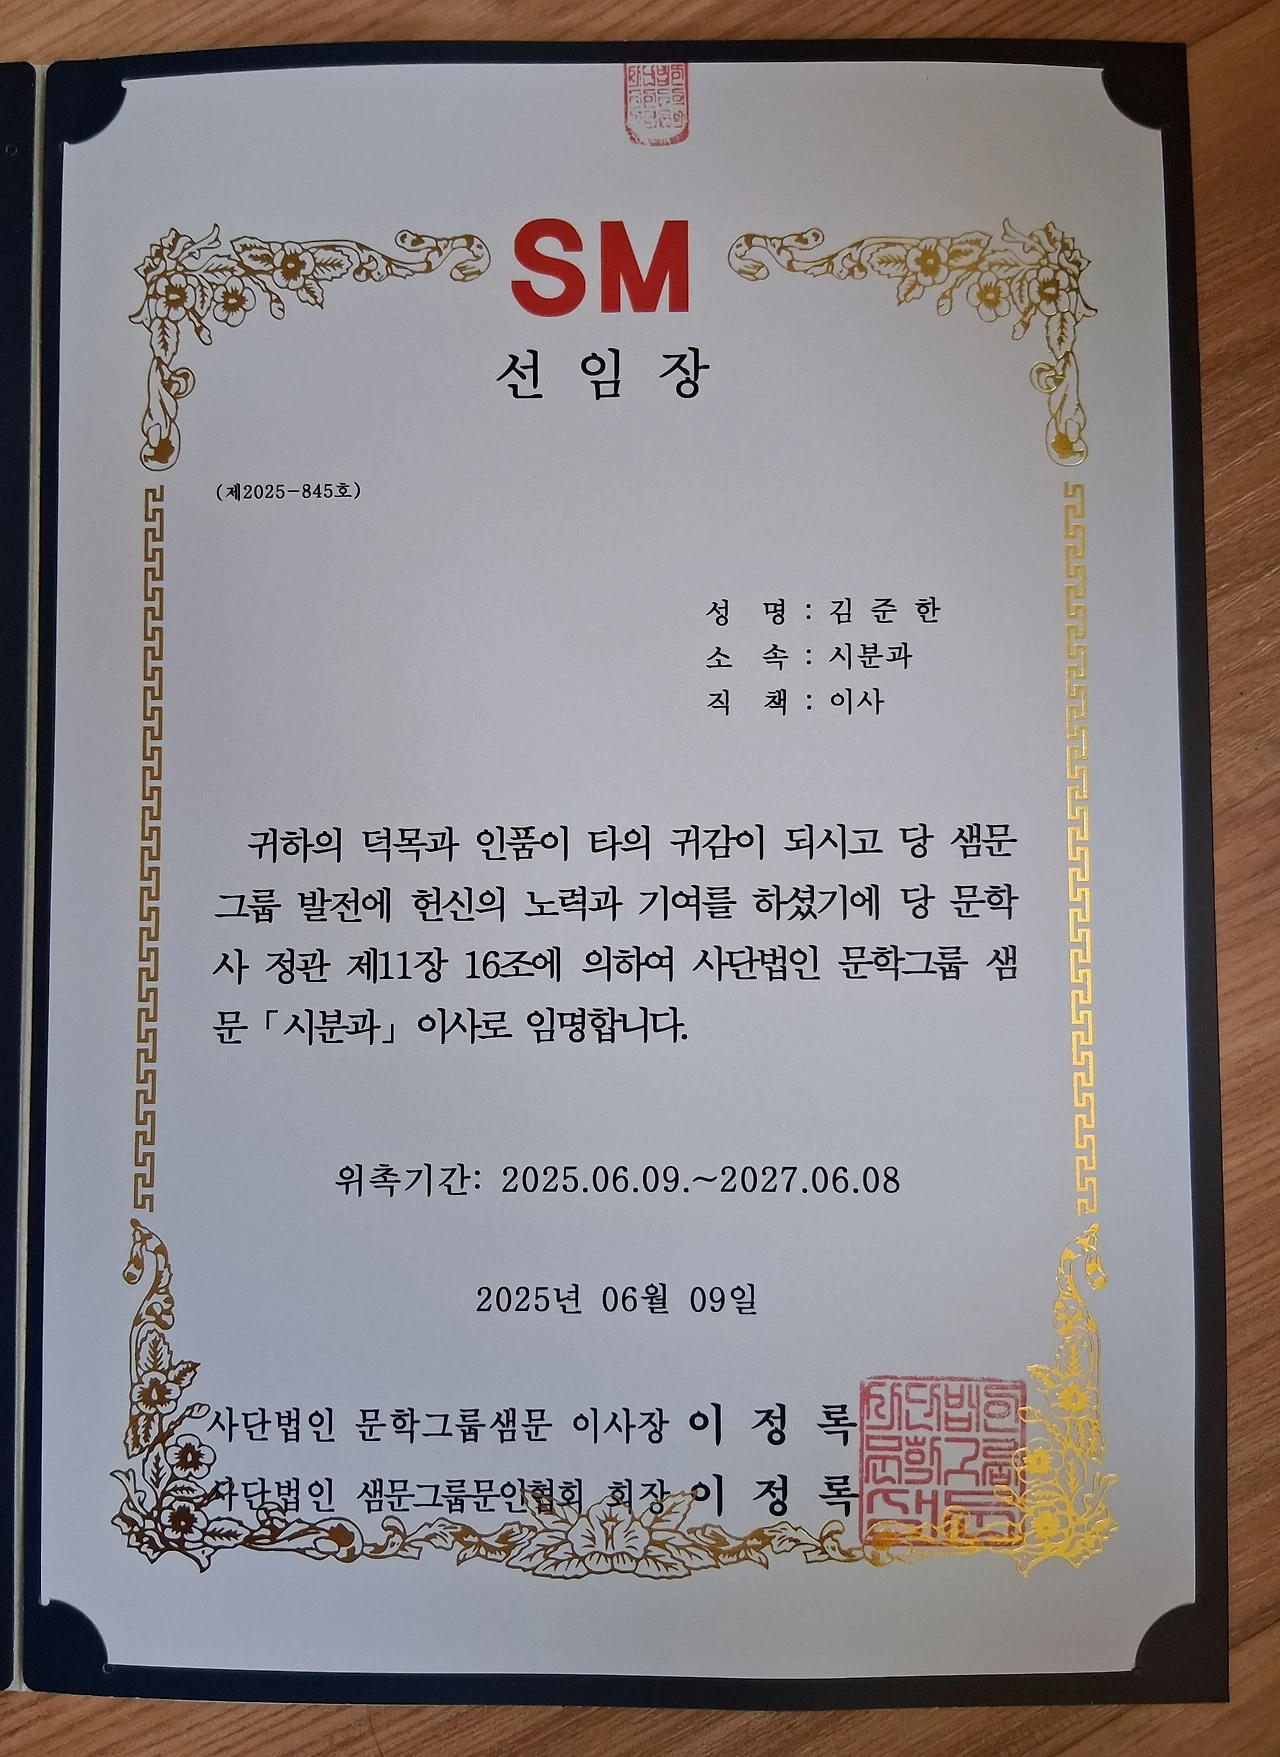 SM
선 임 장
(제2025-845호)
성 명 : 김 준 한
소 속 : 시분과
직 책 : 이사
귀하의 덕목과 인품이 타의 귀감이 되시고 당 샘문
그룹 발전에 헌신의 노력과 기여를 하셨기에 당 문학
사 정관 제11장 16조에 의하여 사단법인 문학그룹 샘
문「시분과」이사로 임명합니다.
위촉기간: 2025.06.09.~2027.06.08
2025년 06월 09일
사단법인 문학그룹샘문 이사장 이 정 록
사단법인 샘문그룹문인협회 회장 이 정 록